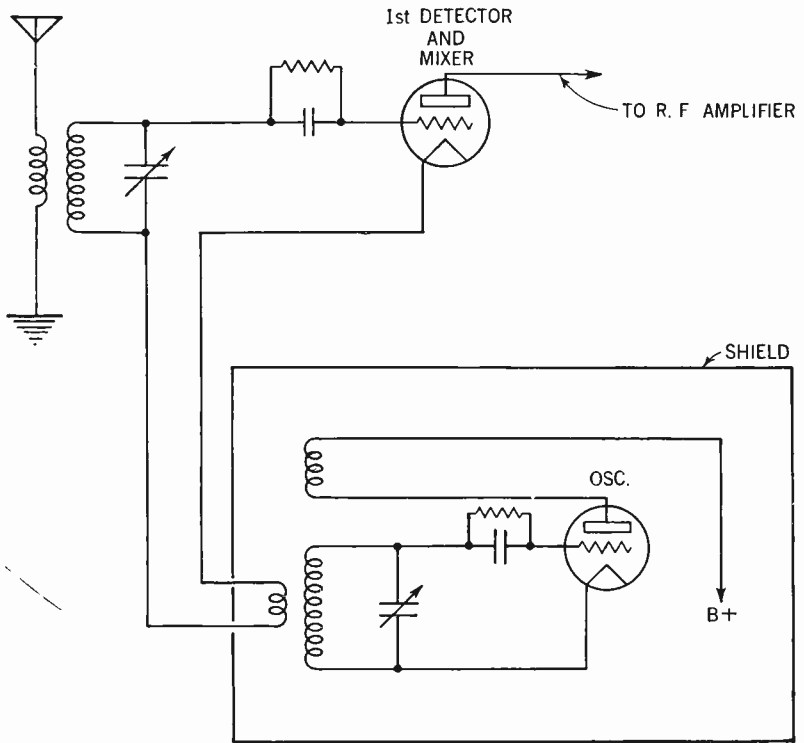 1st DETECTOR
AND
MIXER
TO R. F AMPLIFIER
SHIELD
OSC.
B+